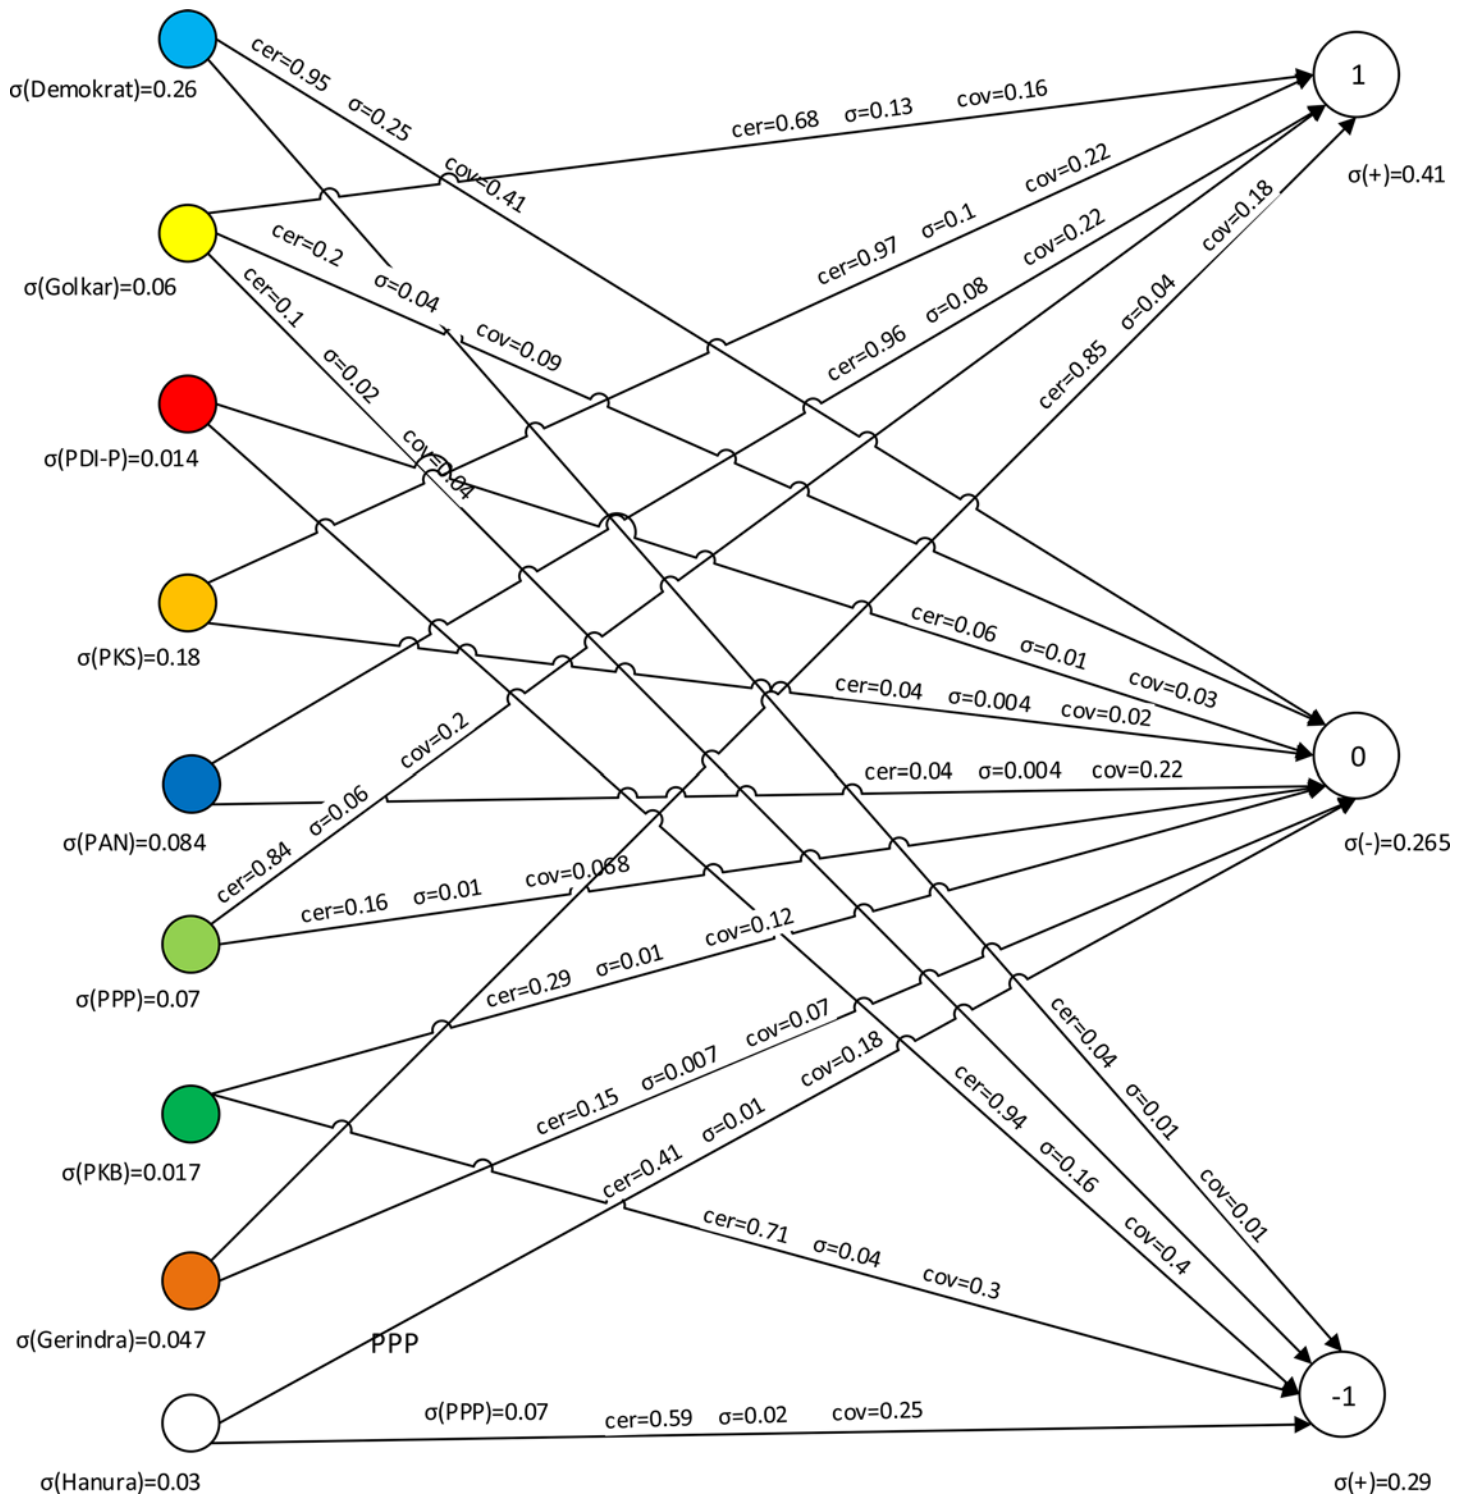 cer=0.95 σ=0.25 cov=0.41
σ(Demokrat)=0.26
1
cer=0.68 σ=0.13 cov=0.16
σ(+)=0.41
cer=0.97 σ=0.1 cov=0.22
cer=0.2 σ=0.04 cov=0.09
σ(Golkar)=0.06
cer=0.1 σ=0.02 cov=0.04
cer=0.96 σ=0.08 cov=0.22
cer=0.85 σ=0.04 cov=0.18
σ(PDI-P)=0.014
σ(PKS)=0.18
cer=0.06 σ=0.01 cov=0.03
cer=0.04 σ=0.004 cov=0.02
0
cer=0.04 σ=0.004 cov=0.22
σ(PAN)=0.084
σ(-)=0.265
cer=0.84 σ=0.06 cov=0.2
cer=0.16 σ=0.01 cov=0.068
σ(PPP)=0.07
cer=0.29 σ=0.01 cov=0.12
σ(PKB)=0.017
cer=0.15 σ=0.007 cov=0.07
cer=0.41 σ=0.01 cov=0.18
cer=0.04 σ=0.01 cov=0.01
cer=0.94 σ=0.16 cov=0.4
cer=0.71 σ=0.04 cov=0.3
σ(Gerindra)=0.047
PPP
-1
σ(PPP)=0.07
cer=0.59 σ=0.02 cov=0.25
σ(Hanura)=0.03
σ(+)=0.29